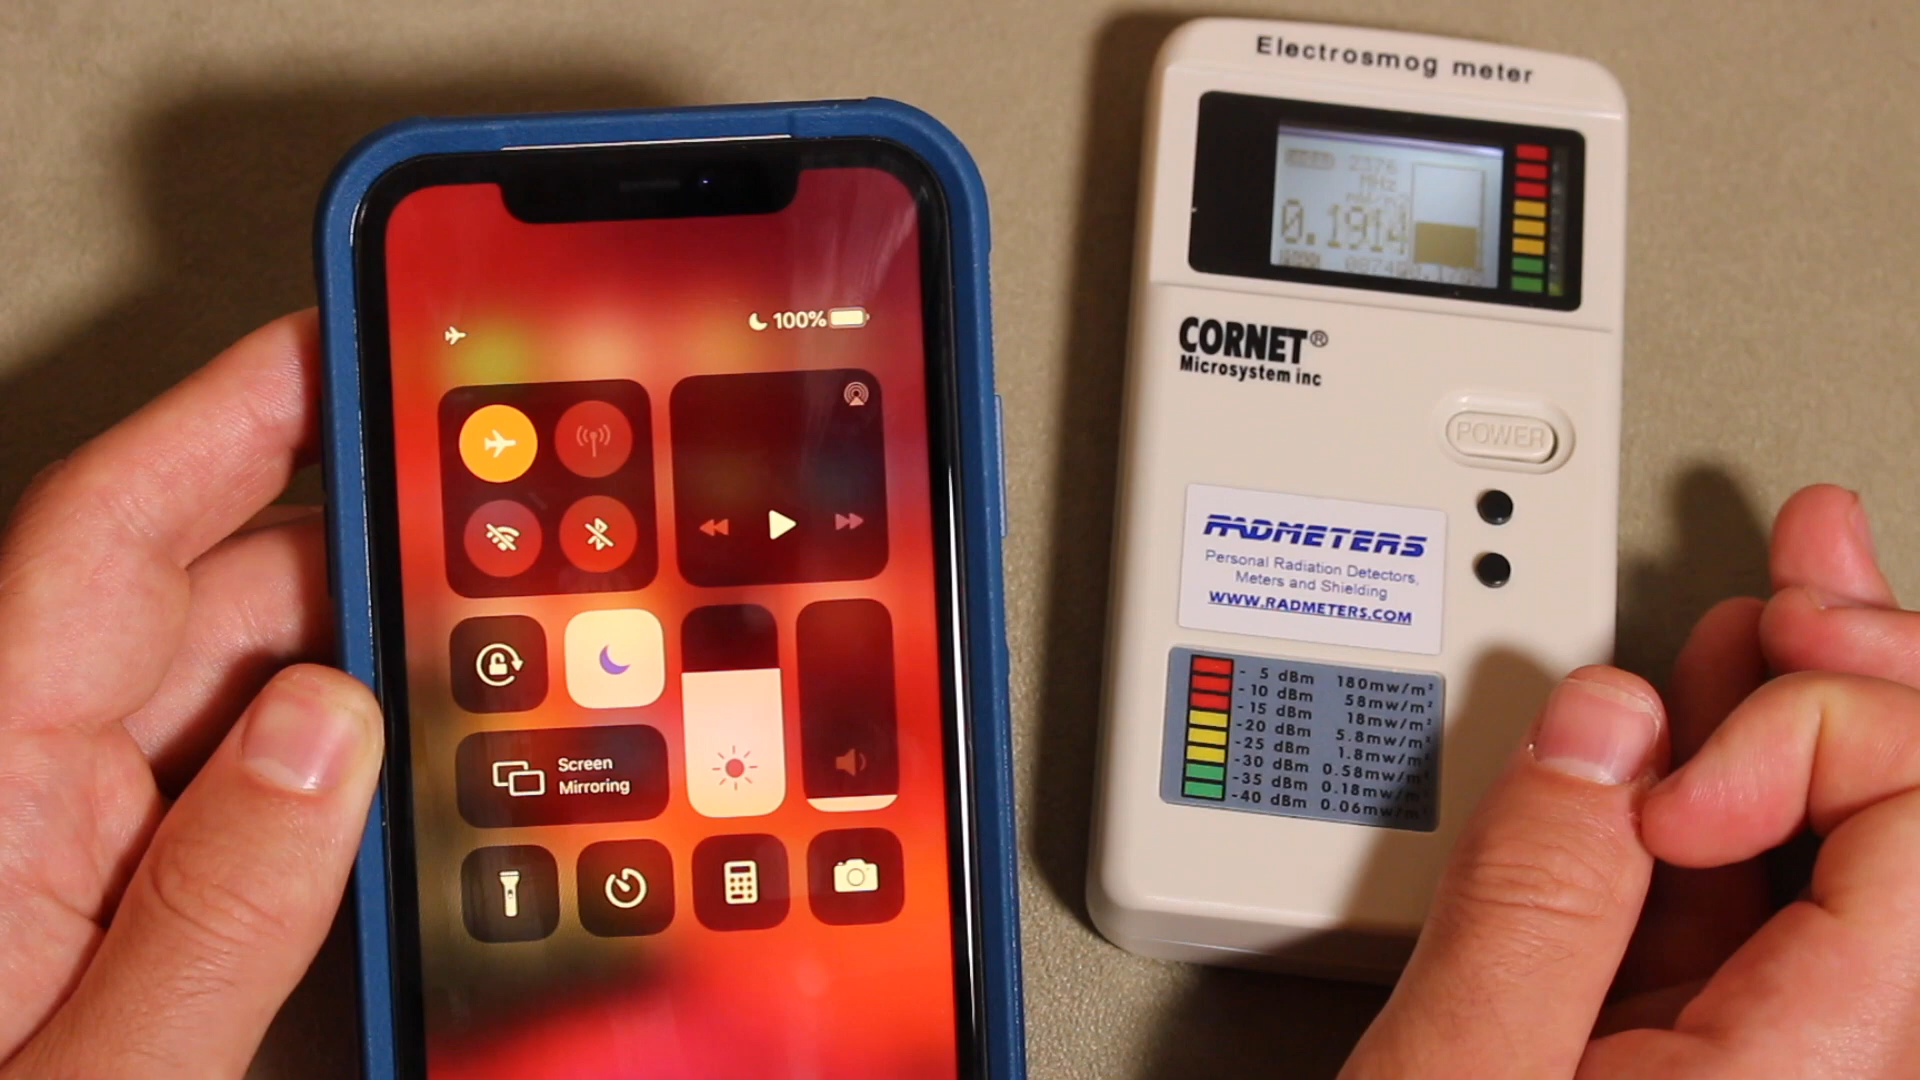 Electrosmog meter
2376
MHz
0.1914
100%
CORNET®
Microsystem inc
POWER
RADMETERS
Personal Radiation Detectors,
Meters and Shielding
WWW.RADMETERS.COM
- 5 dBm 180mw/m²
-10 dBm 58mw/m²
-15 dBm 18mw/m²
-20 dBm 5.8mw/m²
-25 dBm 1.8mw/m²
-30 dBm 0.58mw/m²
-35 dBm 0.18mw/m²
-40 dBm 0.06mw/m²
Screen
Mirroring